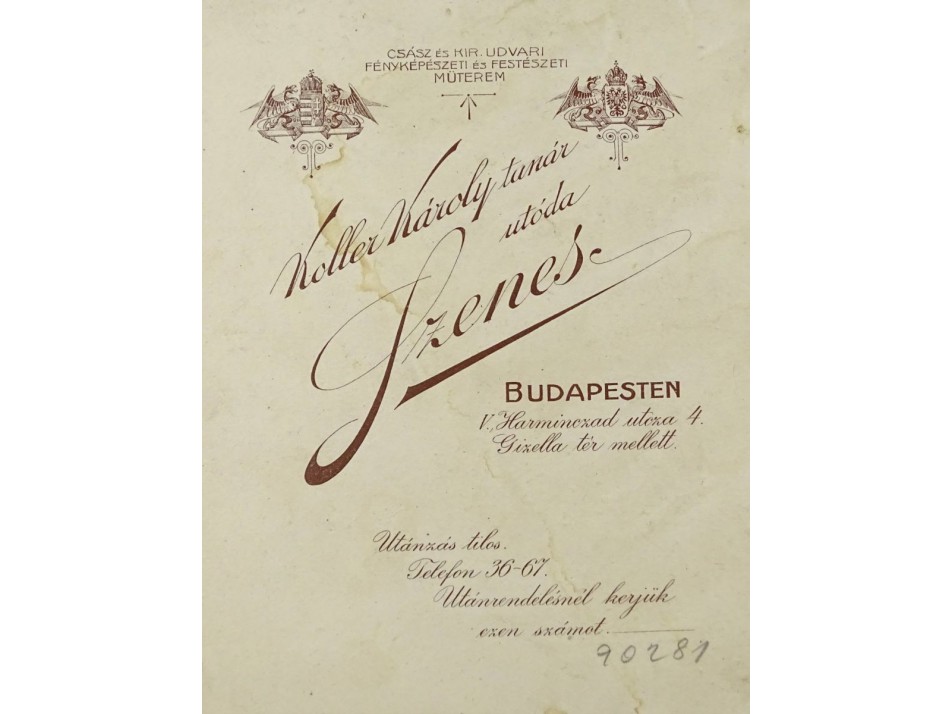 CSÁSZ és KIR. UDVARI
FÉNYKÉPÉSZETI és FESTÉSZETI
MŰTEREM
Koller Károly tanár
utóda
Szenes
BUDAPESTEN
V., Harminczad utcza 4.
Gizella tér mellett.
Utánzás tilos.
Telefon 36-67.
Utánrendelésnél kerjük
ezen számot.
90281